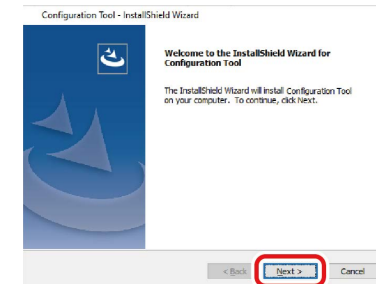 Configuration Tool - InstallShield Wizard
Welcome to the InstallShield Wizard for
Configuration Tool
The InstallShield Wizard will install Configuration Tool
on your computer. To continue, click Next.
< Back
Next >
Cancel